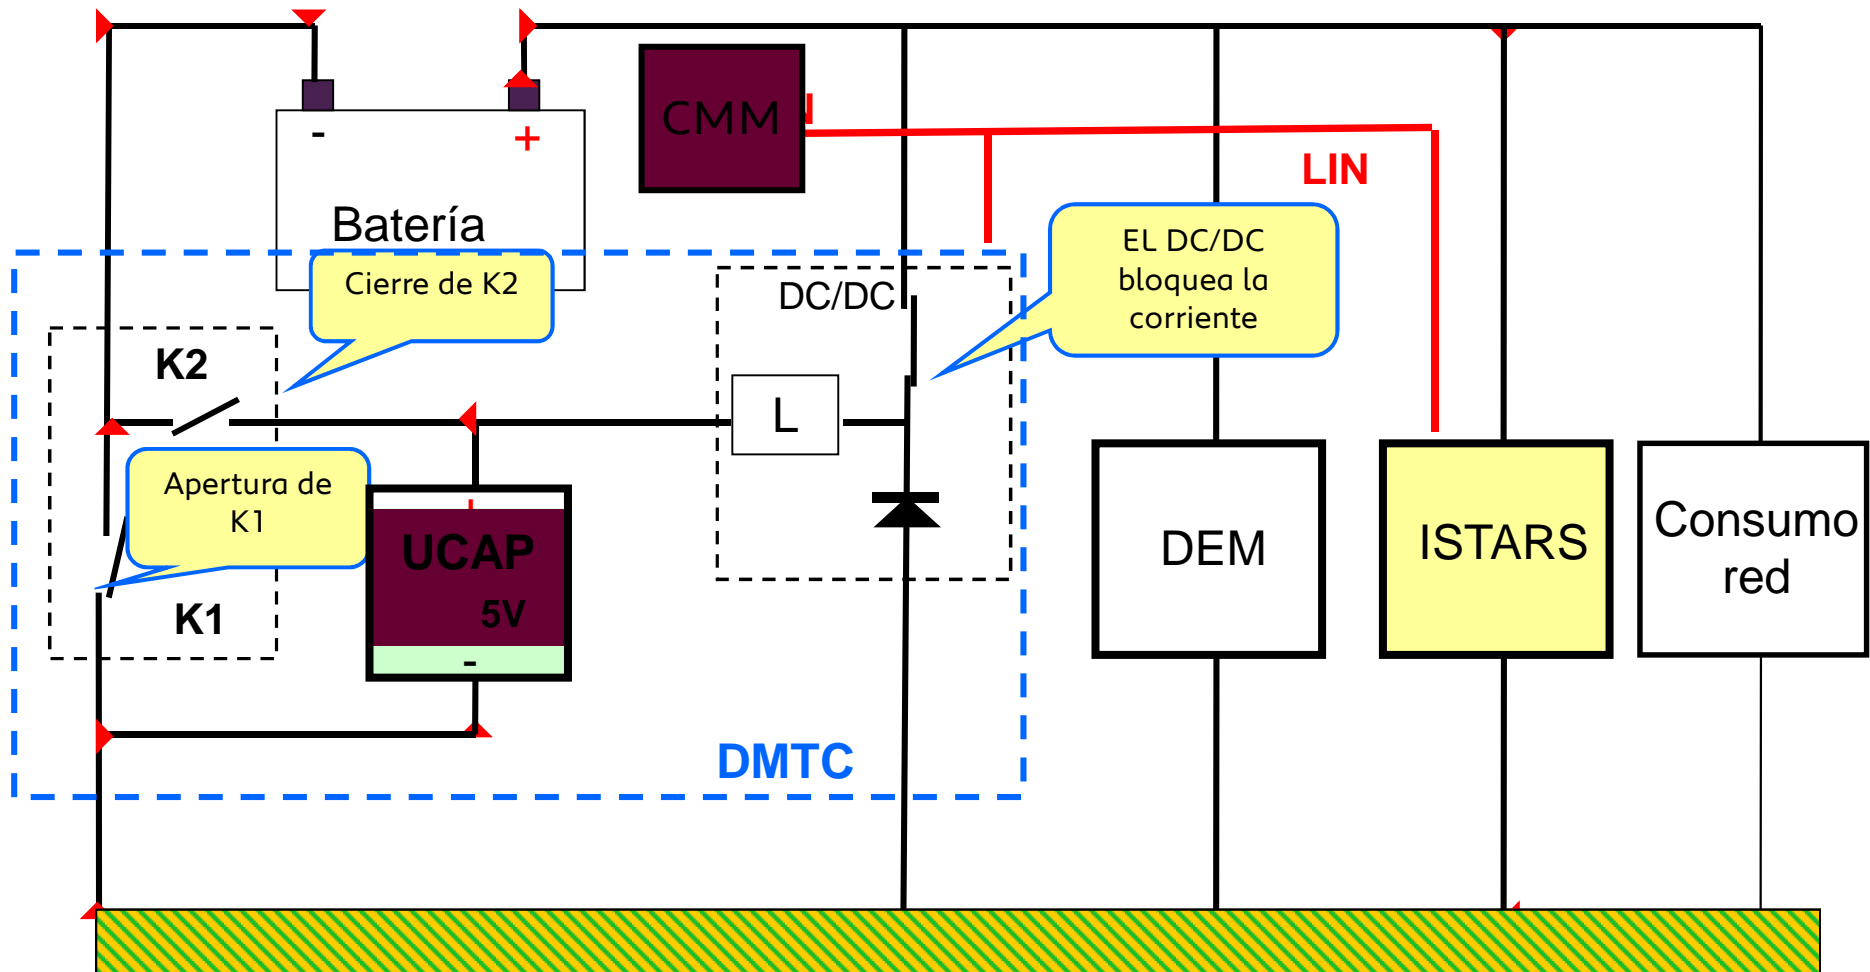 CMM
-
+
LIN
Batería
EL DC/DC
bloquea la
corriente
Cierre de K2
DC/DC
K2
L
Apertura de
K1
UCAP
5V
-
K1
DEM
ISTARS
Consumo
red
DMTC